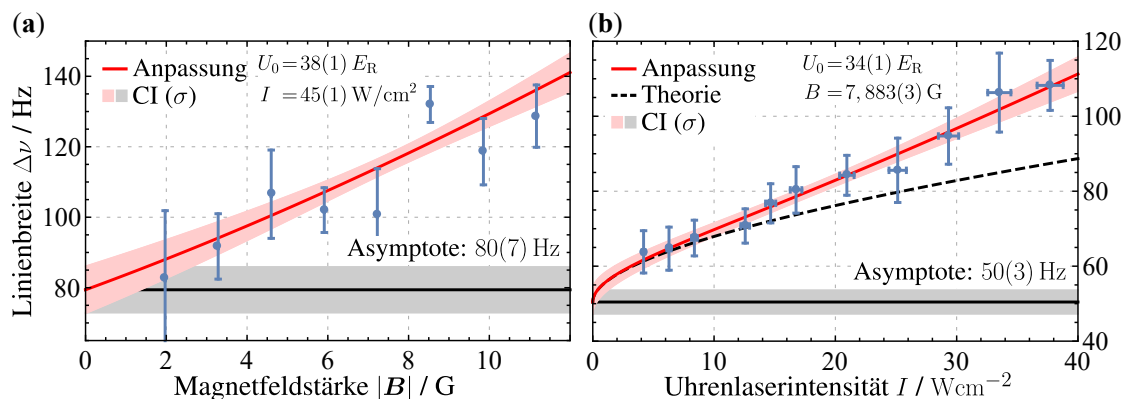 (a)
Anpassung
CI (σ)
U₀ = 38(1) E_R
I = 45(1) W/cm²
Asymptote: 80(7) Hz
Linienbreite Δν / Hz
140
120
100
80
0 2 4 6 8 10
Magnetfeldstärke |B| / G
(b)
Anpassung
Theorie
CI (σ)
U₀ = 34(1) E_R
B = 7,883(3) G
Asymptote: 50(3) Hz
120
100
80
60
40
0 10 20 30 40
Uhrenlaserintensität I / Wcm⁻²